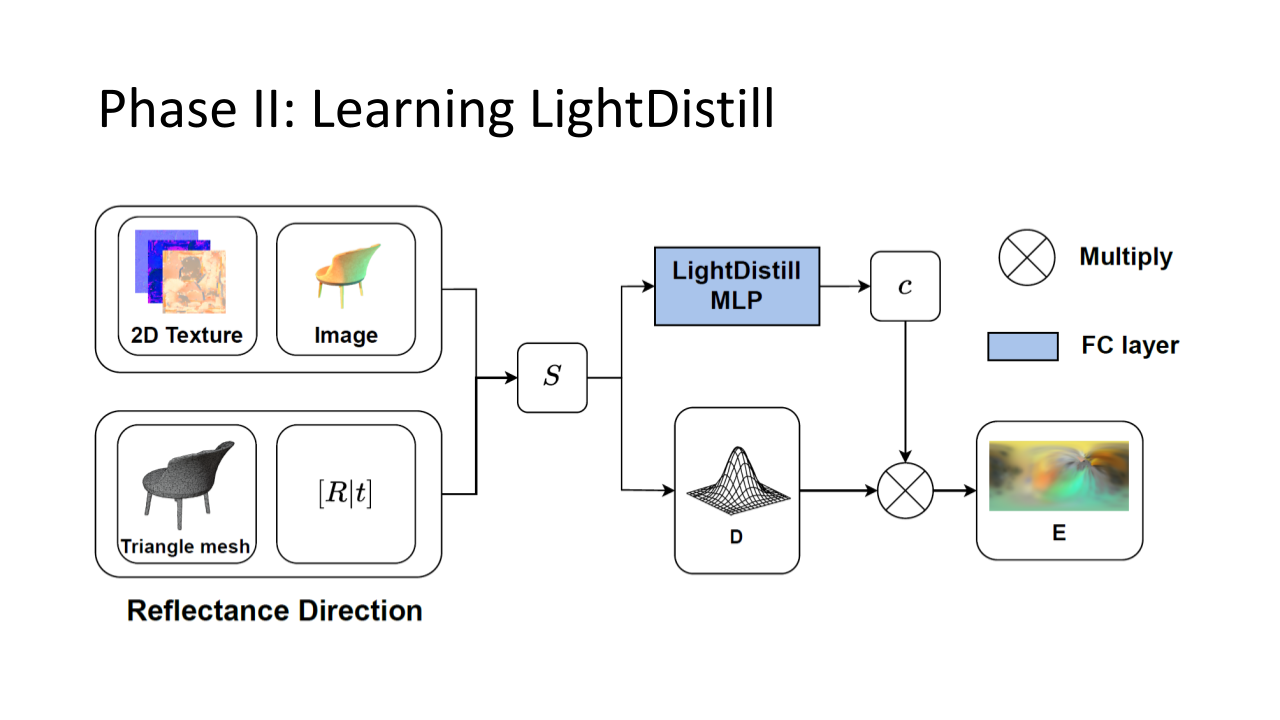 Phase II: Learning LightDistill
2D Texture
Image
Triangle mesh
[R|t]
Reflectance Direction
S
LightDistill
MLP
c
D
E
Multiply
FC layer